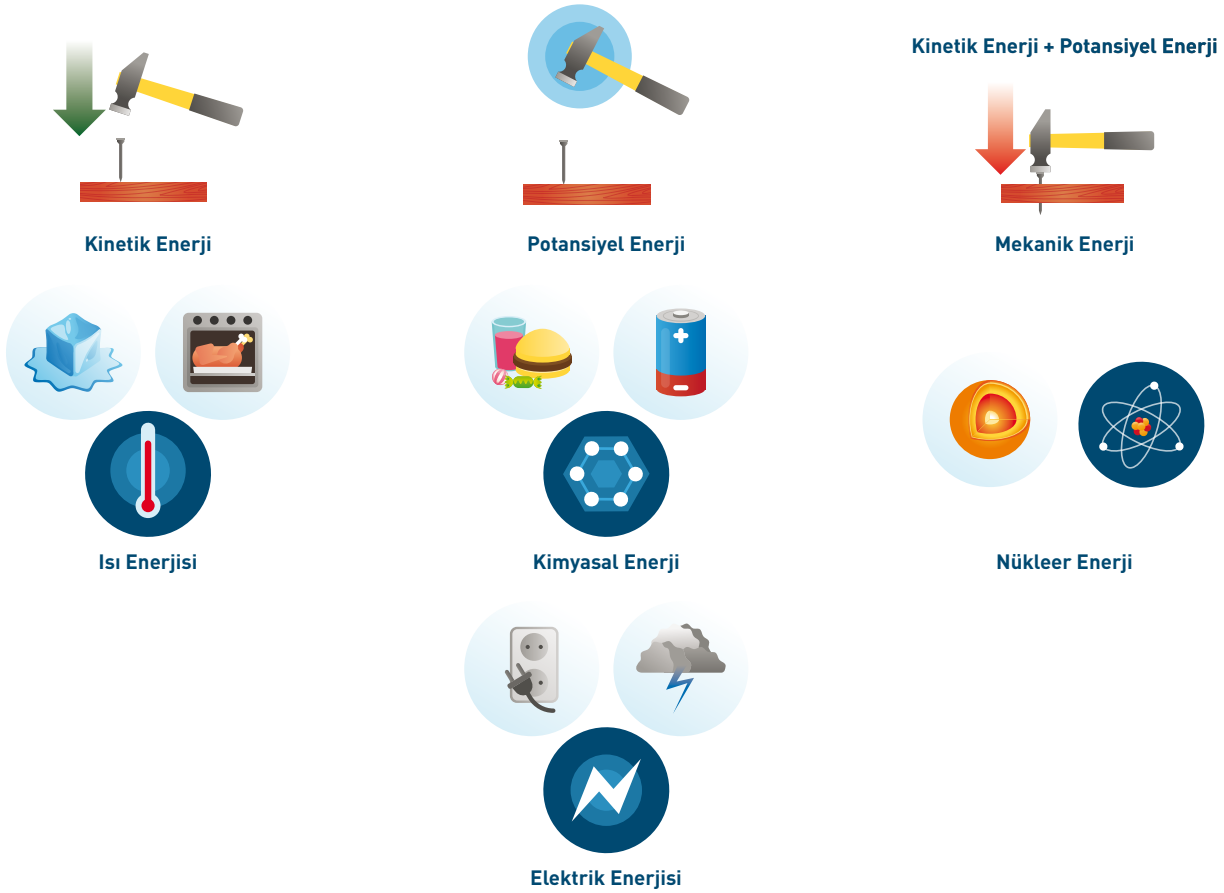 Kinetik Enerji + Potansiyel Enerji
Kinetik Enerji
Potansiyel Enerji
Mekanik Enerji
Isı Enerjisi
Kimyasal Enerji
Nükleer Enerji
Elektrik Enerjisi